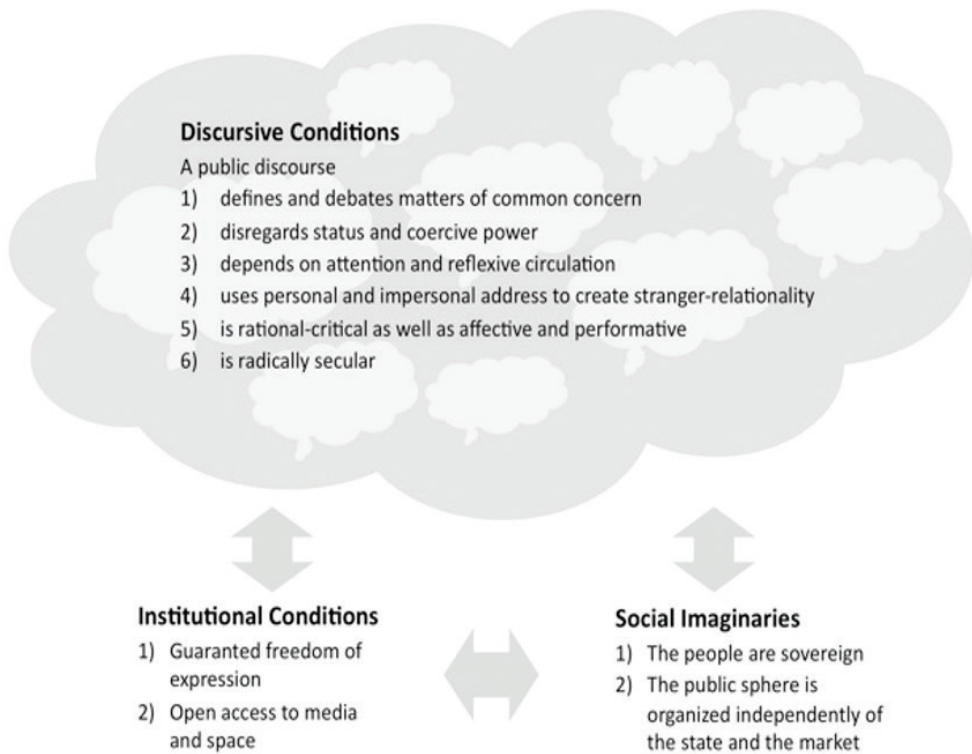 Discursive Conditions
A public discourse
1) defines and debates matters of common concern
2) disregards status and coercive power
3) depends on attention and reflexive circulation
4) uses personal and impersonal address to create stranger-relationality
5) is rational-critical as well as affective and performative
6) is radically secular
Institutional Conditions
1) Guaranted freedom of
expression
2) Open access to media
and space
Social Imaginaries
1) The people are sovereign
2) The public sphere is
organized independently of
the state and the market